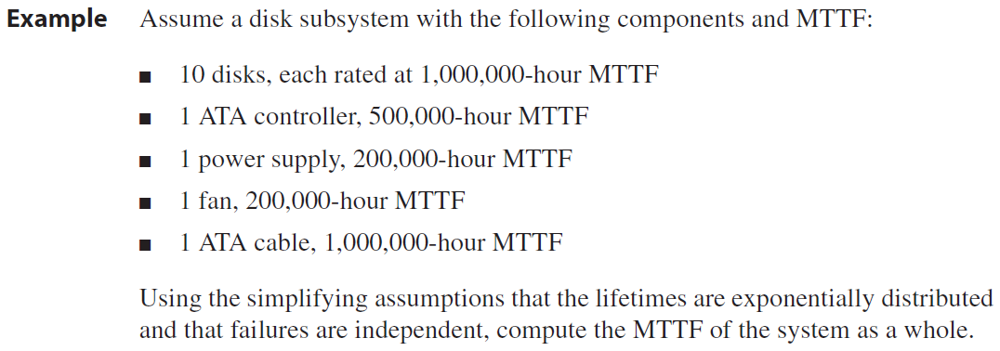 Example Assume a disk subsystem with the following components and MTTF:
■ 10 disks, each rated at 1,000,000-hour MTTF
■ 1 ATA controller, 500,000-hour MTTF
■ 1 power supply, 200,000-hour MTTF
■ 1 fan, 200,000-hour MTTF
■ 1 ATA cable, 1,000,000-hour MTTF
Using the simplifying assumptions that the lifetimes are exponentially distributed
and that failures are independent, compute the MTTF of the system as a whole.